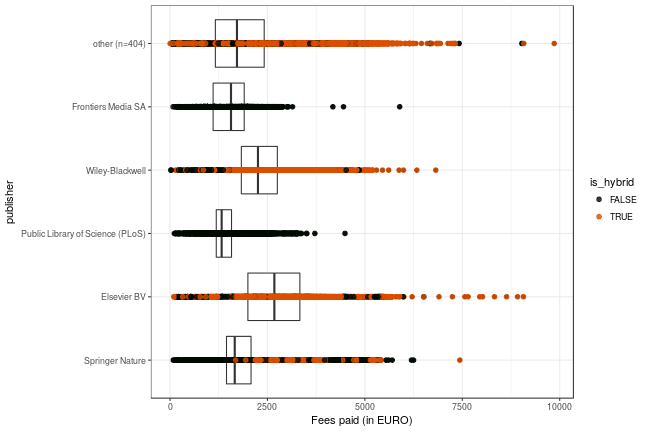 other (n=404)
Frontiers Media SA
Wiley-Blackwell
Public Library of Science (PLoS)
Elsevier BV
Springer Nature
publisher
0
2500
5000
7500
10000
Fees paid (in EURO)
is_hybrid
FALSE
TRUE